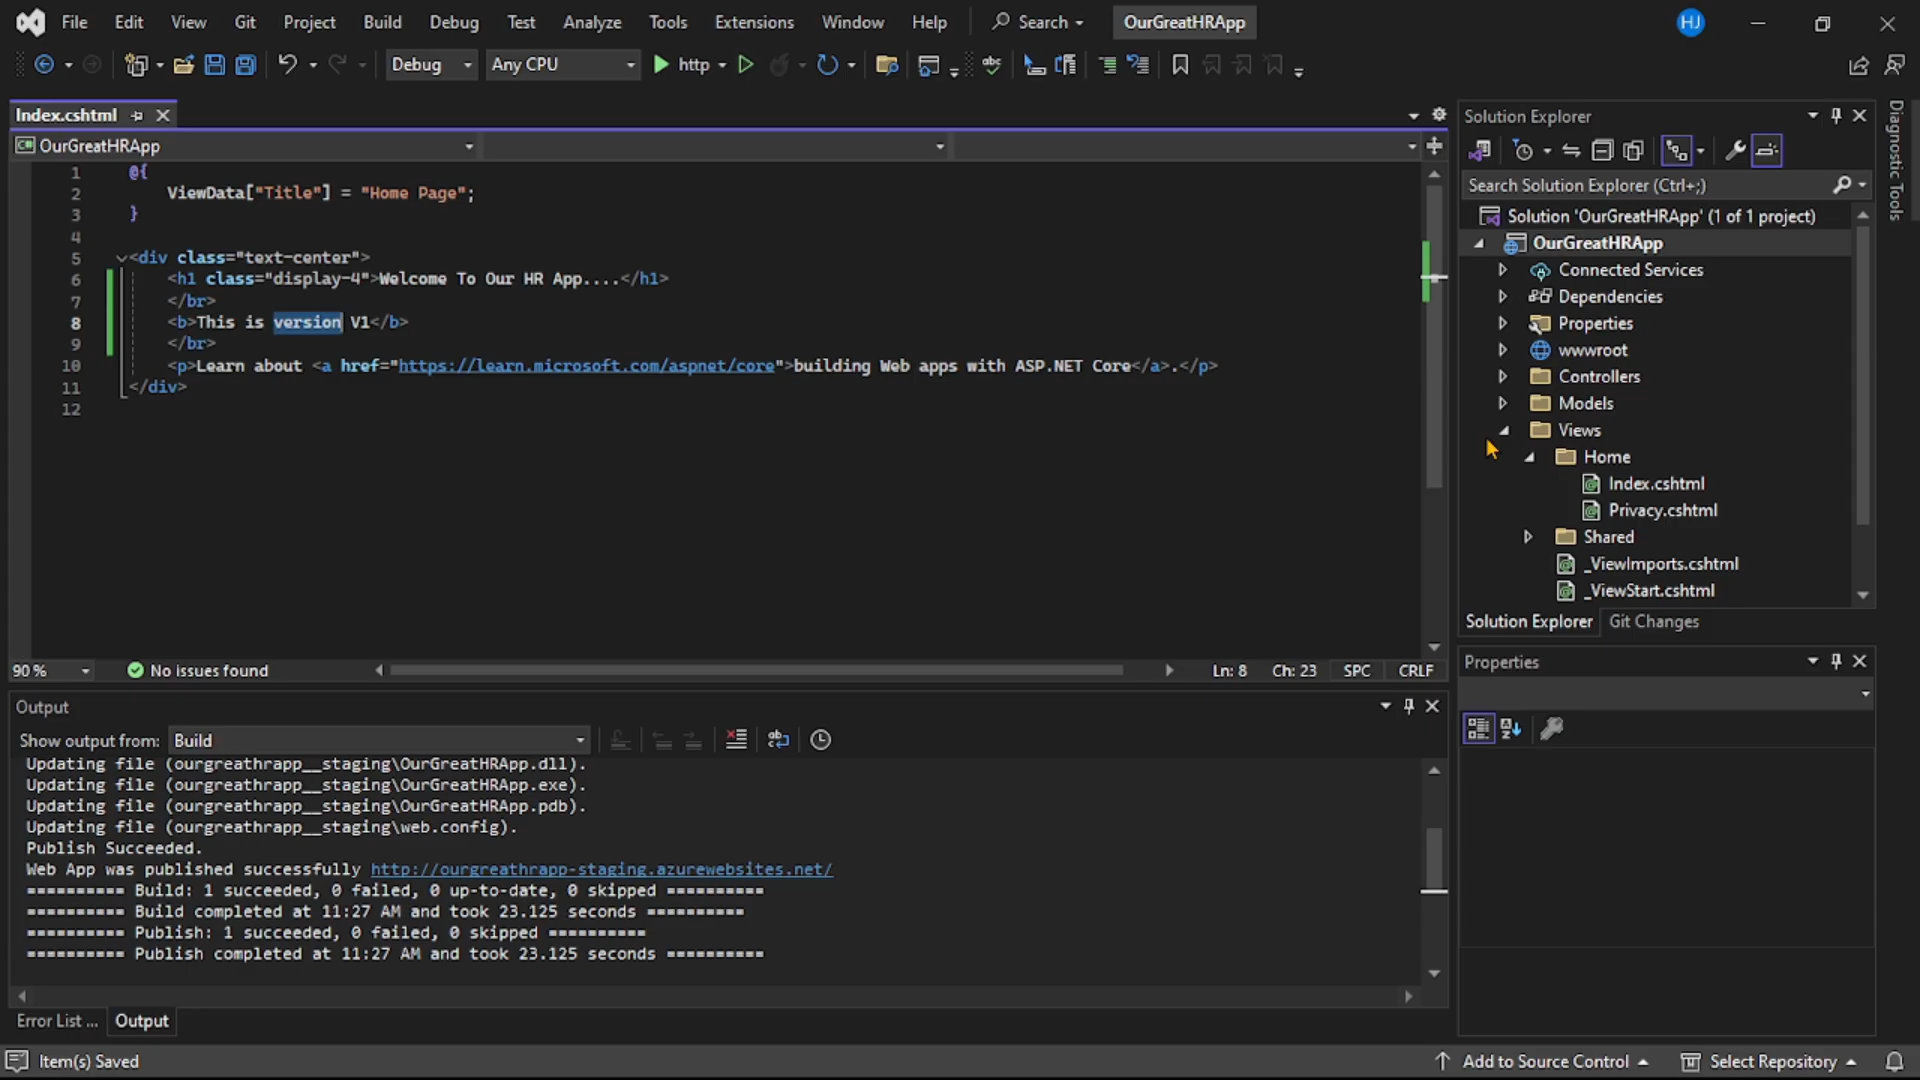 File Edit View Git Project Build Debug Test Analyze Tools Extensions Window Help Search OurGreatHRApp HJ
Debug Any CPU http
Index.cshtml
OurGreatHRApp
1 @{
2 ViewData["Title"] = "Home Page";
3 }
4
5 <div class="text-center">
6 <h1 class="display-4">Welcome To Our HR App....</h1>
7 </br>
8 <b>This is version V1</b>
9 </br>
10 <p>Learn about <a href="https://learn.microsoft.com/aspnet/core">building Web apps with ASP.NET Core</a>.</p>
11 </div>
12
90 % No issues found Ln: 8 Ch: 23 SPC CRLF
Output
Show output from: Build
Updating file (ourgreathrapp__staging\OurGreatHRApp.dll).
Updating file (ourgreathrapp__staging\OurGreatHRApp.exe).
Updating file (ourgreathrapp__staging\OurGreatHRApp.pdb).
Updating file (ourgreathrapp__staging\web.config).
Publish Succeeded.
Web App was published successfully http://ourgreathrapp-staging.azurewebsites.net/
========== Build: 1 succeeded, 0 failed, 0 up-to-date, 0 skipped ==========
========== Build completed at 11:27 AM and took 23.125 seconds ==========
========== Publish: 1 succeeded, 0 failed, 0 skipped ==========
========== Publish completed at 11:27 AM and took 23.125 seconds ==========
Error List ... Output
Solution Explorer
Search Solution Explorer (Ctrl+;)
Solution 'OurGreatHRApp' (1 of 1 project)
OurGreatHRApp
Connected Services
Dependencies
Properties
wwwroot
Controllers
Models
Views
Home
Index.cshtml
Privacy.cshtml
Shared
_ViewImports.cshtml
_ViewStart.cshtml
Solution Explorer Git Changes
Properties
Diagnostic Tools
Item(s) Saved Add to Source Control Select Repository